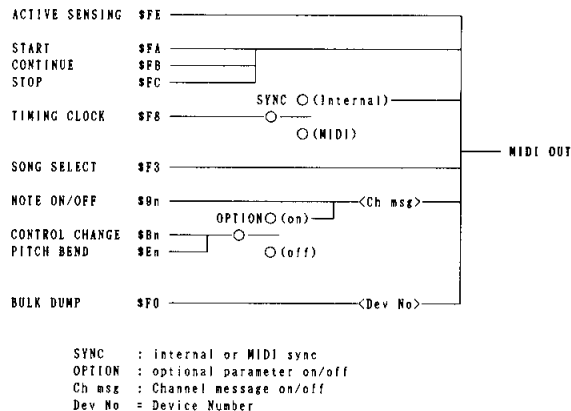 ACTIVE SENSING $FE
START $FA
CONTINUE $FB
STOP $FC
SYNC (Internal)
TIMING CLOCK $F8
(MIDI)
MIDI OUT
SONG SELECT $F3
NOTE ON/OFF $9n <Ch msg>
OPTION (on)
CONTROL CHANGE $Bn
PITCH BEND $En (off)
BULK DUMP $F0 <Dev No>
SYNC : internal or MIDI sync
OPTION : optional parameter on/off
Ch msg : Channel message on/off
Dev No = Device Number